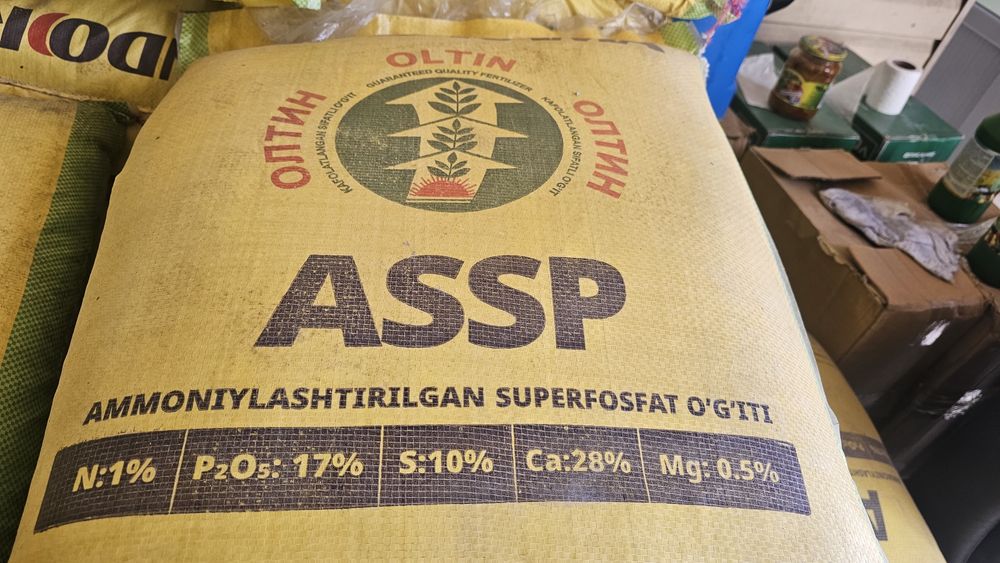 OLTIN
GUARANTEED QUALITY FERTILIZER
ОЛТИН
KAFOLATLANGAN SIFATLI O'G'IT
ОЛТИН
KAFOLATLANGAN SIFATLI O'G'IT
ASSP
AMMONIYLASHTIRILGAN SUPERFOSFAT O'G'ITI
N:1% P₂O₅: 17% S:10% Ca:28% Mg: 0.5%